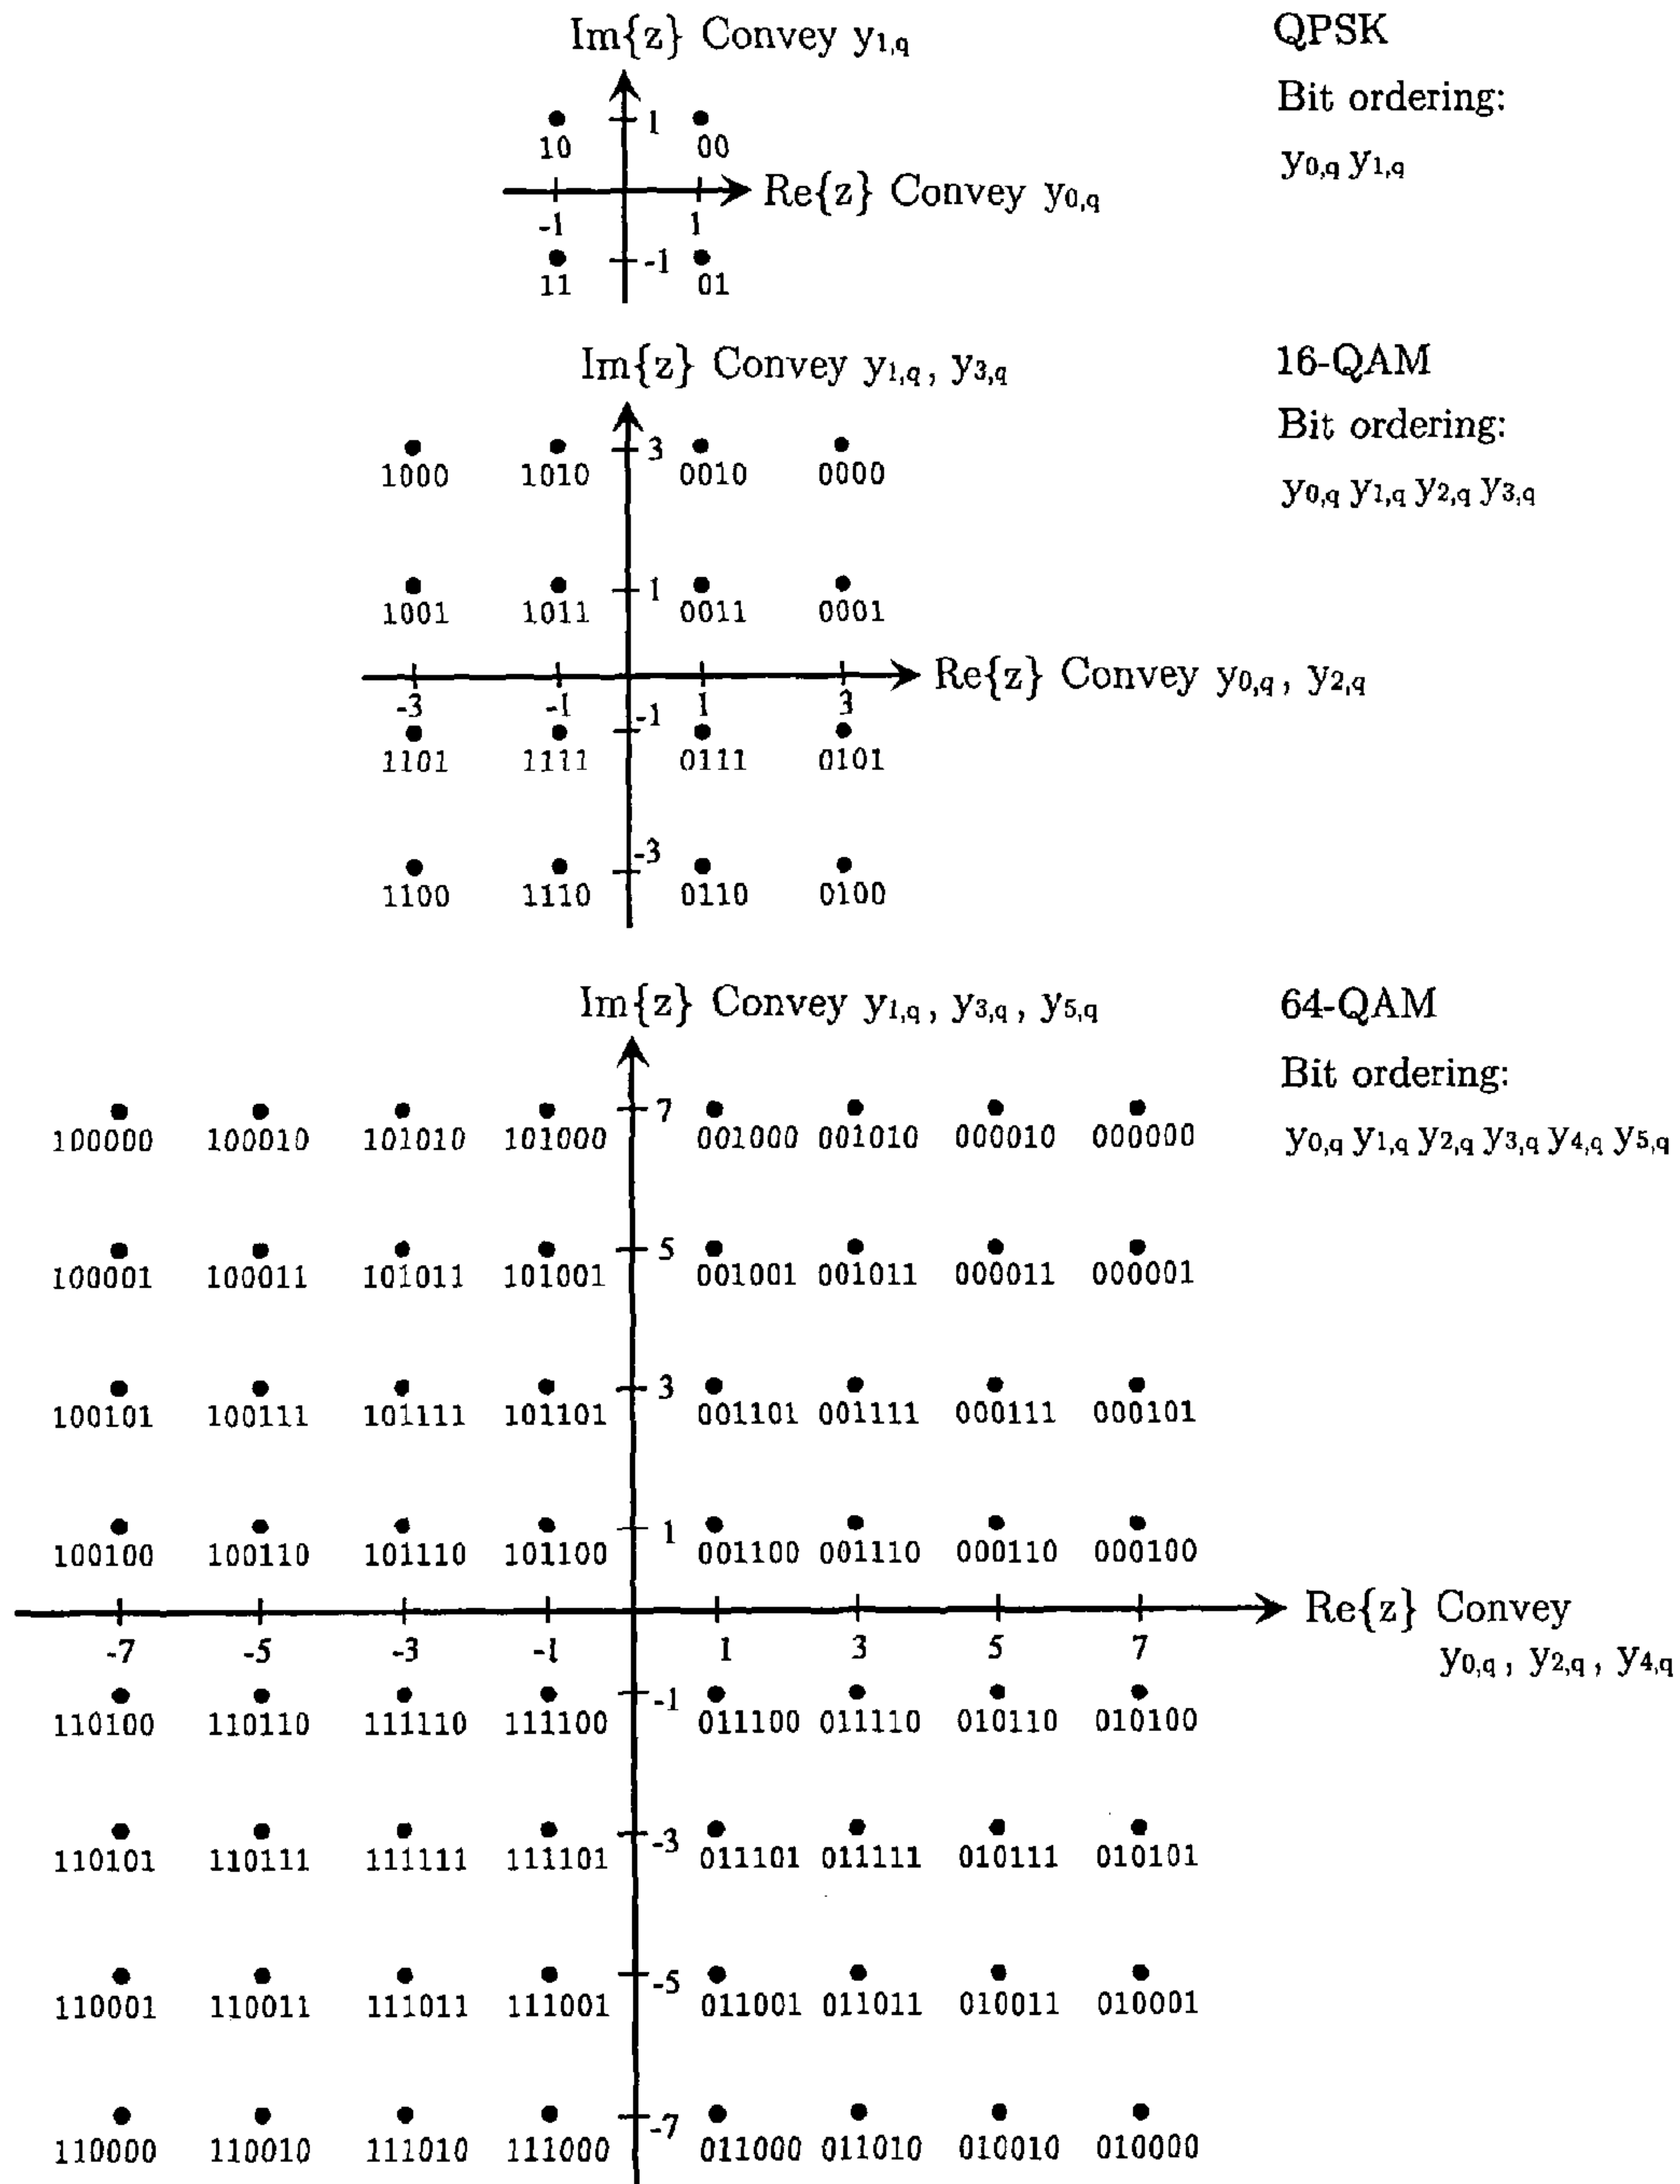 Im{z} Convey y1,q
QPSK
Bit ordering:
y0,q y1,q
1
10 00
Re{z} Convey y0,q
-1 1
-1
11 01
Im{z} Convey y1,q, y3,q
16-QAM
Bit ordering:
y0,q y1,q y2,q y3,q
3
1000 1010 0010 0000
1
1001 1011 0011 0001
Re{z} Convey y0,q, y2,q
-3 -1 1 3
-1
1101 1111 0111 0101
-3
1100 1110 0110 0100
Im{z} Convey y1,q, y3,q, y5,q
64-QAM
Bit ordering:
y0,q y1,q y2,q y3,q y4,q y5,q
7
100000 100010 101010 101000 001000 001010 000010 000000
5
100001 100011 101011 101001 001001 001011 000011 000001
3
100101 100111 101111 101101 001101 001111 000111 000101
1
100100 100110 101110 101100 001100 001110 000110 000100
Re{z} Convey
y0,q, y2,q, y4,q
-7 -5 -3 -1 1 3 5 7
-1
110100 110110 111110 111100 011100 011110 010110 010100
-3
110101 110111 111111 111101 011101 011111 010111 010101
-5
110001 110011 111011 111001 011001 011011 010011 010001
-7
110000 110010 111010 111000 011000 011010 010010 010000